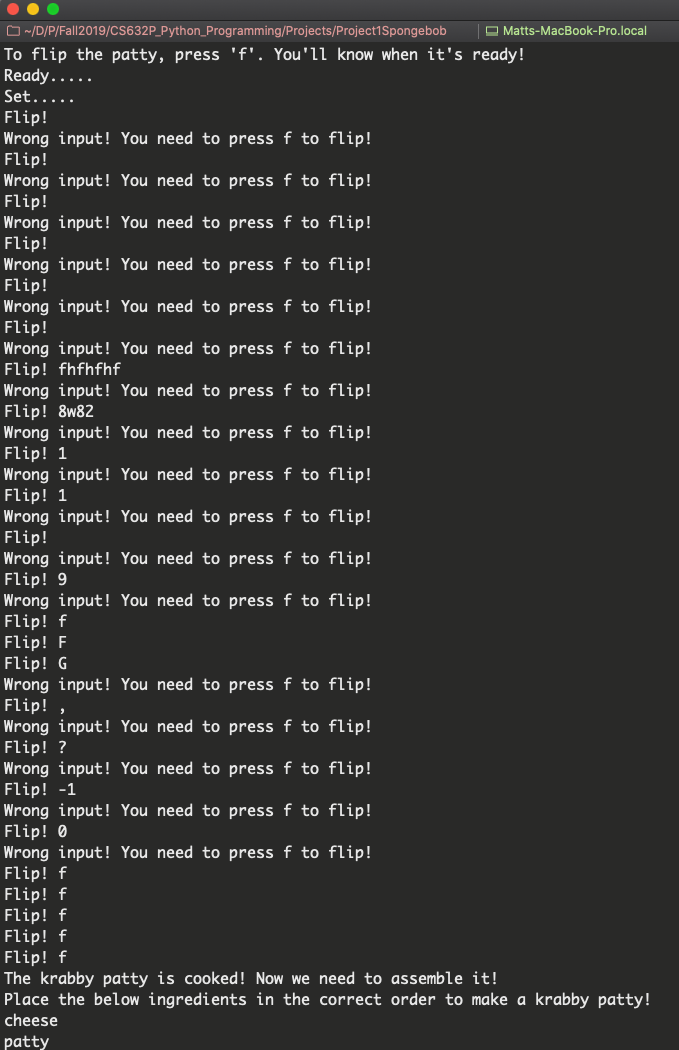 ~/D/P/Fall2019/CS632P_Python_Programming/Projects/Project1Spongebob
Matts-MacBook-Pro.local
To flip the patty, press 'f'. You'll know when it's ready!
Ready.....
Set.....
Flip!
Wrong input! You need to press f to flip!
Flip!
Wrong input! You need to press f to flip!
Flip!
Wrong input! You need to press f to flip!
Flip!
Wrong input! You need to press f to flip!
Flip!
Wrong input! You need to press f to flip!
Flip!
Wrong input! You need to press f to flip!
Flip! fhfhfhf
Wrong input! You need to press f to flip!
Flip! 8w82
Wrong input! You need to press f to flip!
Flip! 1
Wrong input! You need to press f to flip!
Flip! 1
Wrong input! You need to press f to flip!
Flip!
Wrong input! You need to press f to flip!
Flip! 9
Wrong input! You need to press f to flip!
Flip! f
Flip! F
Flip! G
Wrong input! You need to press f to flip!
Flip! ,
Wrong input! You need to press f to flip!
Flip! ?
Wrong input! You need to press f to flip!
Flip! -1
Wrong input! You need to press f to flip!
Flip! 0
Wrong input! You need to press f to flip!
Flip! f
Flip! f
Flip! f
Flip! f
Flip! f
The krabby patty is cooked! Now we need to assemble it!
Place the below ingredients in the correct order to make a krabby patty!
cheese
patty